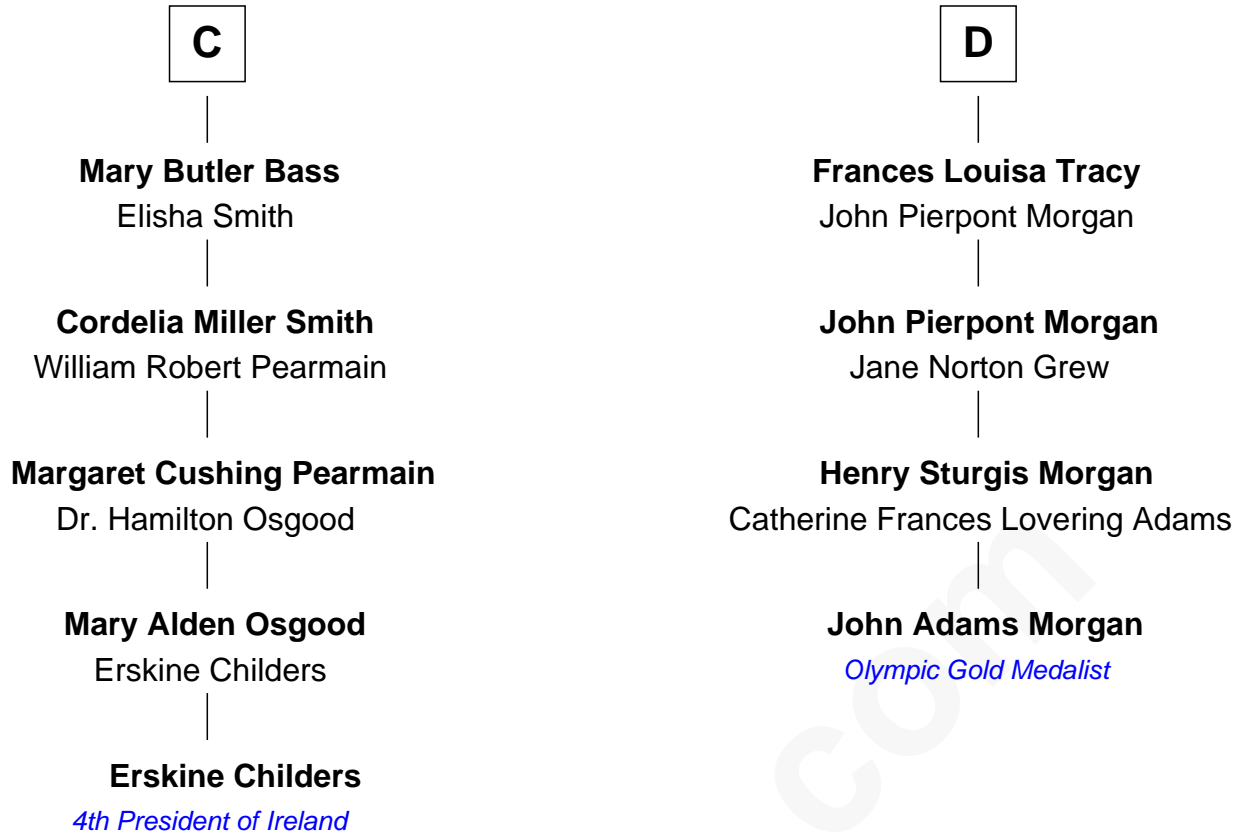 C
Mary Butler Bass
Elisha Smith
Cordelia Miller Smith
William Robert Pearmain
Margaret Cushing Pearmain
Dr. Hamilton Osgood
Mary Alden Osgood
Erskine Childers
Erskine Childers
4th President of Ireland
D
Frances Louisa Tracy
John Pierpont Morgan
John Pierpont Morgan
Jane Norton Grew
Henry Sturgis Morgan
Catherine Frances Lovering Adams
John Adams Morgan
Olympic Gold Medalist
com